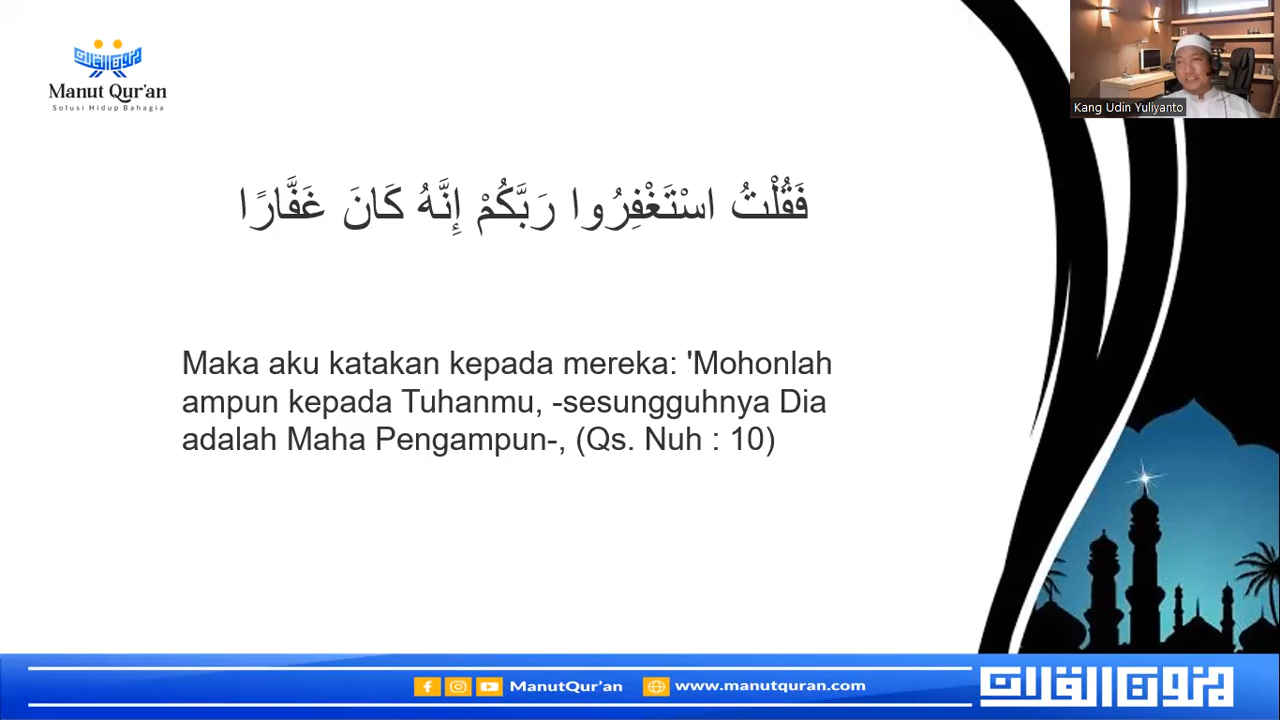 Manut Qur'an
Solusi Hidup Bahagia
Kang Udin Yuliyanto
فَقُلْتُ اسْتَغْفِرُوا رَبَّكُمْ إِنَّهُ كَانَ غَفَّارًا
Maka aku katakan kepada mereka: 'Mohonlah
ampun kepada Tuhanmu, -sesungguhnya Dia
adalah Maha Pengampun-, (Qs. Nuh : 10)
ManutQur'an
www.manutquran.com